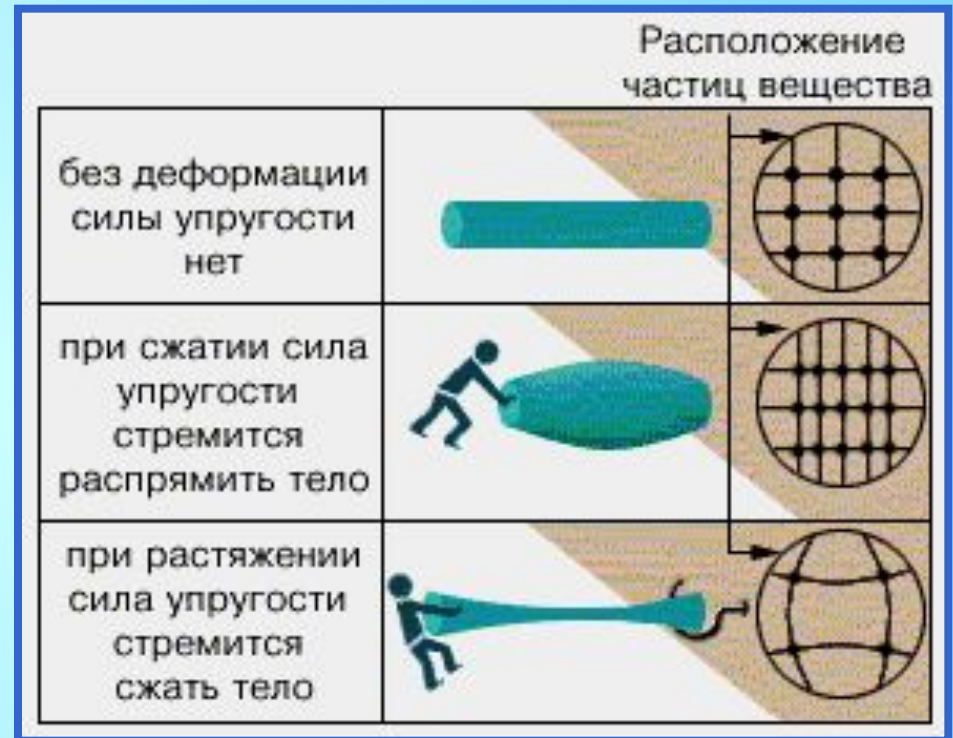 Расположение
частиц вещества
без деформации
силы упругости
нет
при сжатии сила
упругости
стремится
распрямить тело
при растяжении
сила упругости
стремится
сжать тело